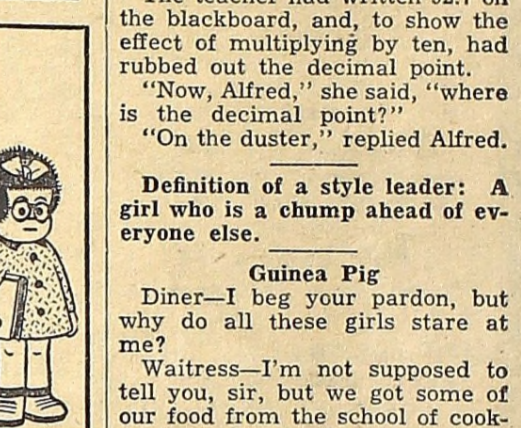 the blackboard, and, to show the
effect of multiplying by ten, had
rubbed out the decimal point.
"Now, Alfred," she said, "where
is the decimal point?"
"On the duster," replied Alfred.
Definition of a style leader: A
girl who is a chump ahead of ev-
eryone else.
Guinea Pig
Diner—I beg your pardon, but
why do all these girls stare at
me?
Waitress—I'm not supposed to
tell you, sir, but we got some of
our food from the school of cook-